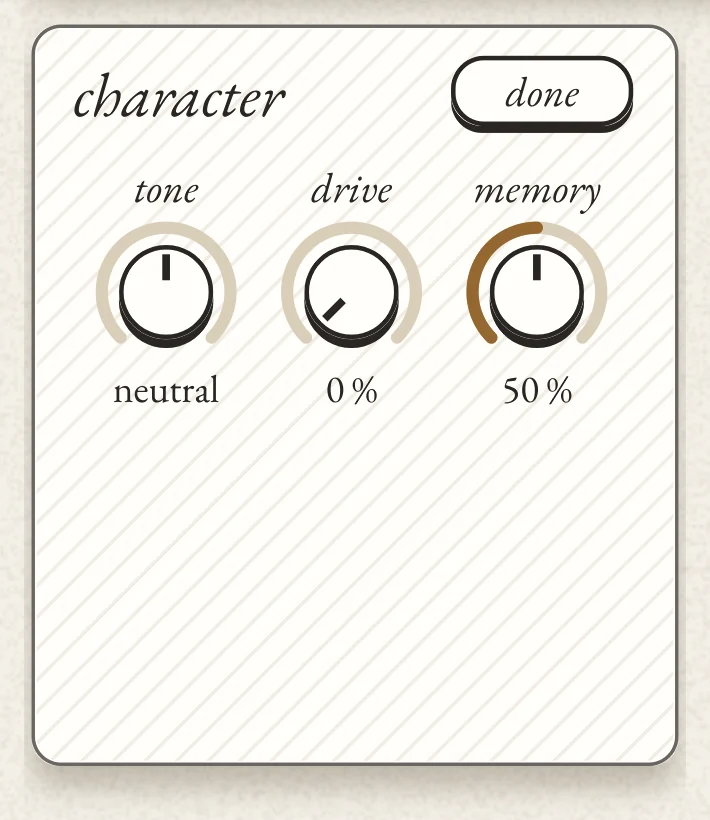 character
done
tone drive memory
neutral 0 % 50 %